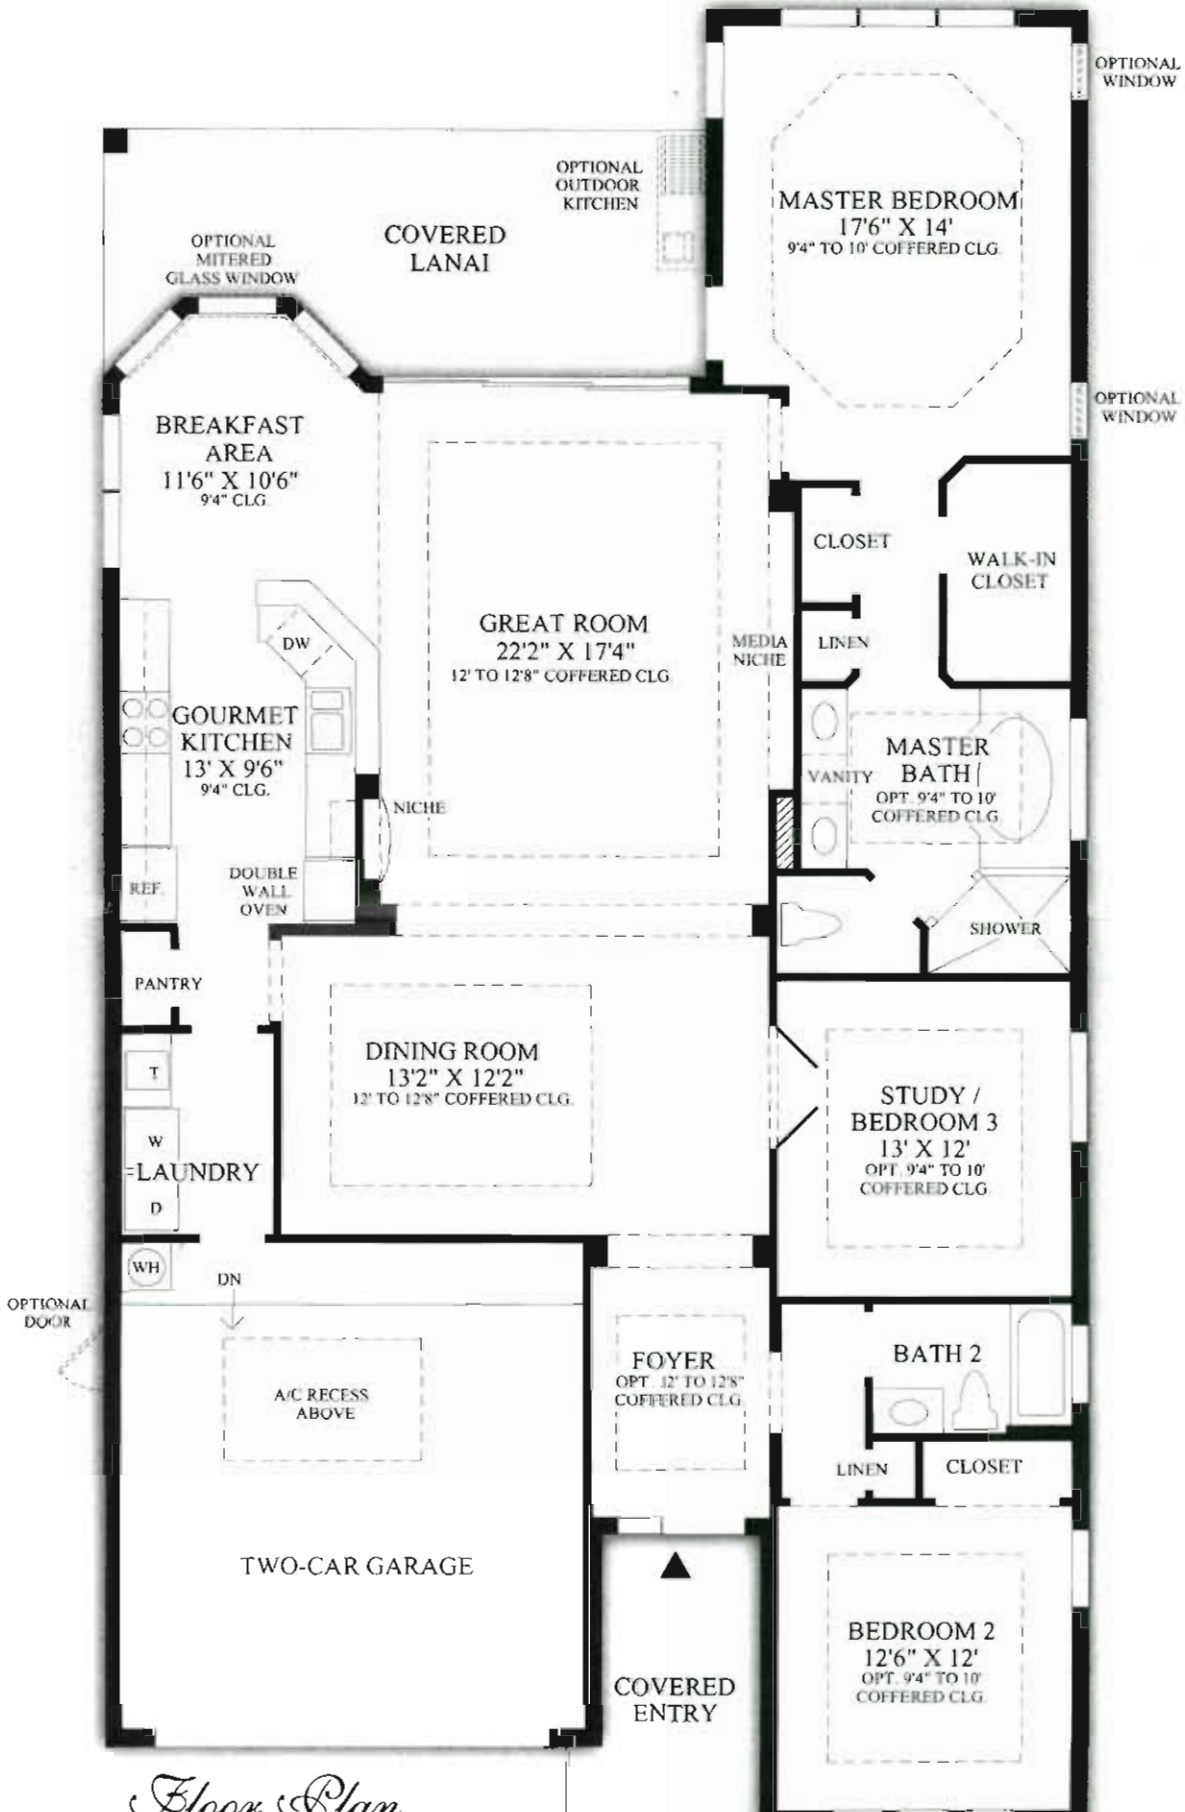 OPTIONAL
WINDOW
OPTIONAL
OUTDOOR
KITCHEN
MASTER BEDROOM
17'6" X 14'
9'4" TO 10' COFFERED CLG.
COVERED
LANAI
OPTIONAL
MITERED
GLASS WINDOW
OPTIONAL
WINDOW
BREAKFAST
AREA
11'6" X 10'6"
9'4" CLG.
CLOSET
WALK-IN
CLOSET
GREAT ROOM
22'2" X 17'4"
12' TO 12'8" COFFERED CLG.
MEDIA
NICHE
LINEN
DW
GOURMET
KITCHEN
13' X 9'6"
9'4" CLG.
MASTER
BATH
OPT. 9'4" TO 10'
COFFERED CLG.
VANITY
NICHE
REF.
DOUBLE
WALL
OVEN
SHOWER
PANTRY
DINING ROOM
13'2" X 12'2"
12' TO 12'8" COFFERED CLG.
T
W
LAUNDRY
D
STUDY /
BEDROOM 3
13' X 12'
OPT. 9'4" TO 10'
COFFERED CLG.
WH
DN
OPTIONAL
DOOR
A/C RECESS
ABOVE
FOYER
OPT. 12' TO 12'8"
COFFERED CLG.
BATH 2
LINEN
CLOSET
TWO-CAR GARAGE
COVERED
ENTRY
BEDROOM 2
12'6" X 12'
OPT. 9'4" TO 10'
COFFERED CLG.
Floor Plan